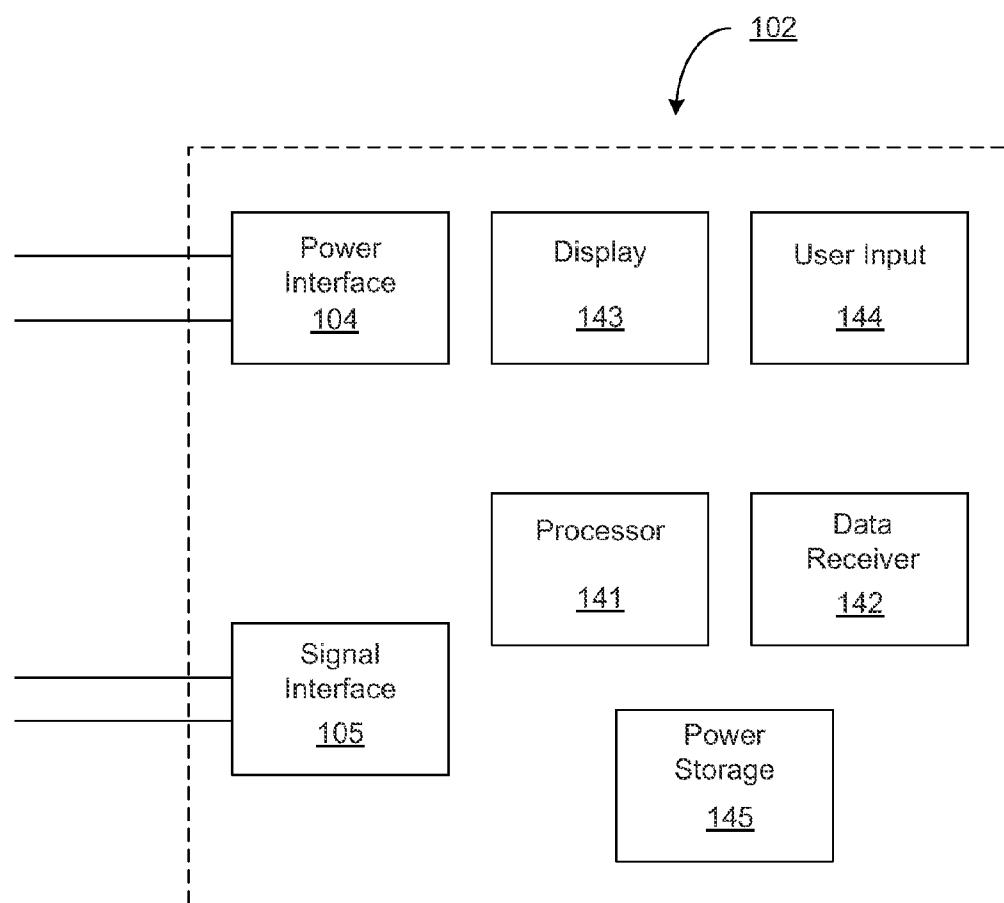 102
Power
Interface
104
Display
143
User Input
144
Processor
141
Data
Receiver
142
Signal
Interface
105
Power
Storage
145